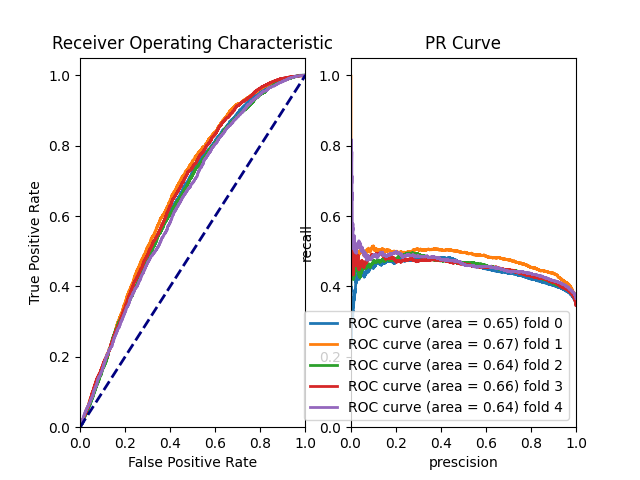 Receiver Operating Characteristic
PR Curve
1.0
0.8
0.6
0.4
0.2
0.0
True Positive Rate
0.0 0.2 0.4 0.6 0.8 1.0
False Positive Rate
1.0
0.8
0.6
0.4
0.2
0.0
recall
ROC curve (area = 0.65) fold 0
ROC curve (area = 0.67) fold 1
ROC curve (area = 0.64) fold 2
ROC curve (area = 0.66) fold 3
ROC curve (area = 0.64) fold 4
0.0 0.2 0.4 0.6 0.8 1.0
prescision